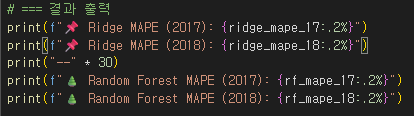 # === 결과 출력
print(f"📌 Ridge MAPE (2017): {ridge_mape_17:.2%}")
print(f"📌 Ridge MAPE (2018): {ridge_mape_18:.2%}")
print("--" * 30)
print(f"🌲 Random Forest MAPE (2017): {rf_mape_17:.2%}")
print(f"🌲 Random Forest MAPE (2018): {rf_mape_18:.2%}")